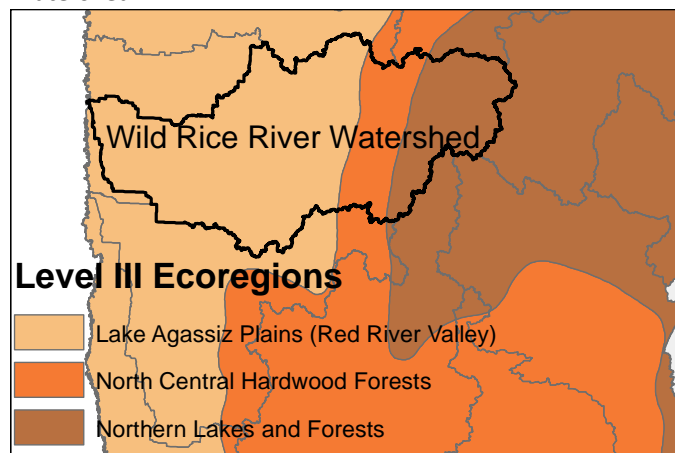 Wild Rice River Watershed
Level III Ecoregions
Lake Agassiz Plains (Red River Valley)
North Central Hardwood Forests
Northern Lakes and Forests